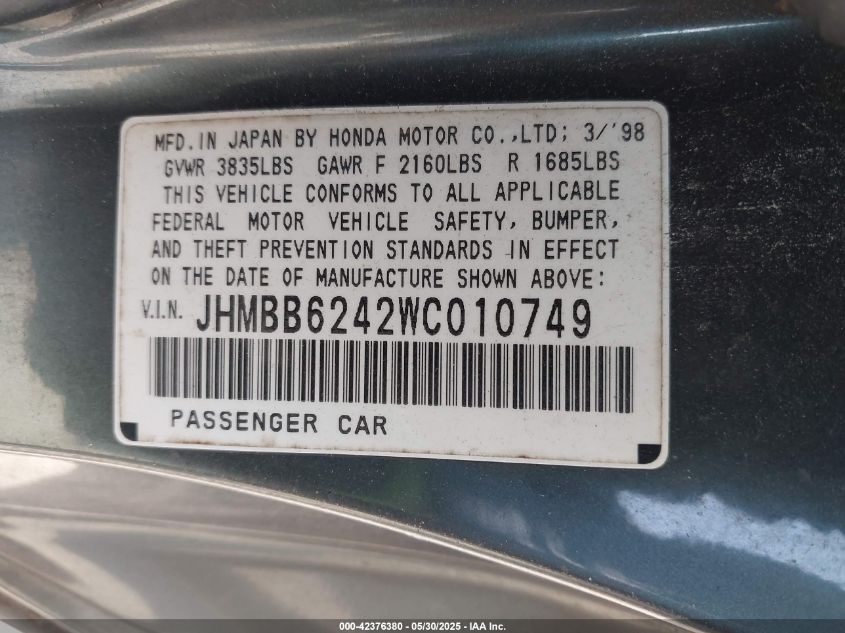 MFD.IN JAPAN BY HONDA MOTOR CO.,LTD; 3/'98
GVWR 3835LBS GAWR F 2160LBS R 1685LBS
THIS VEHICLE CONFORMS TO ALL APPLICABLE
FEDERAL MOTOR VEHICLE SAFETY, BUMPER,
AND THEFT PREVENTION STANDARDS IN EFFECT
ON THE DATE OF MANUFACTURE SHOWN ABOVE:
V.I.N. JHMBB6242WC010749
PASSENGER CAR
000-42376380 - 05/30/2025 - IAA Inc.